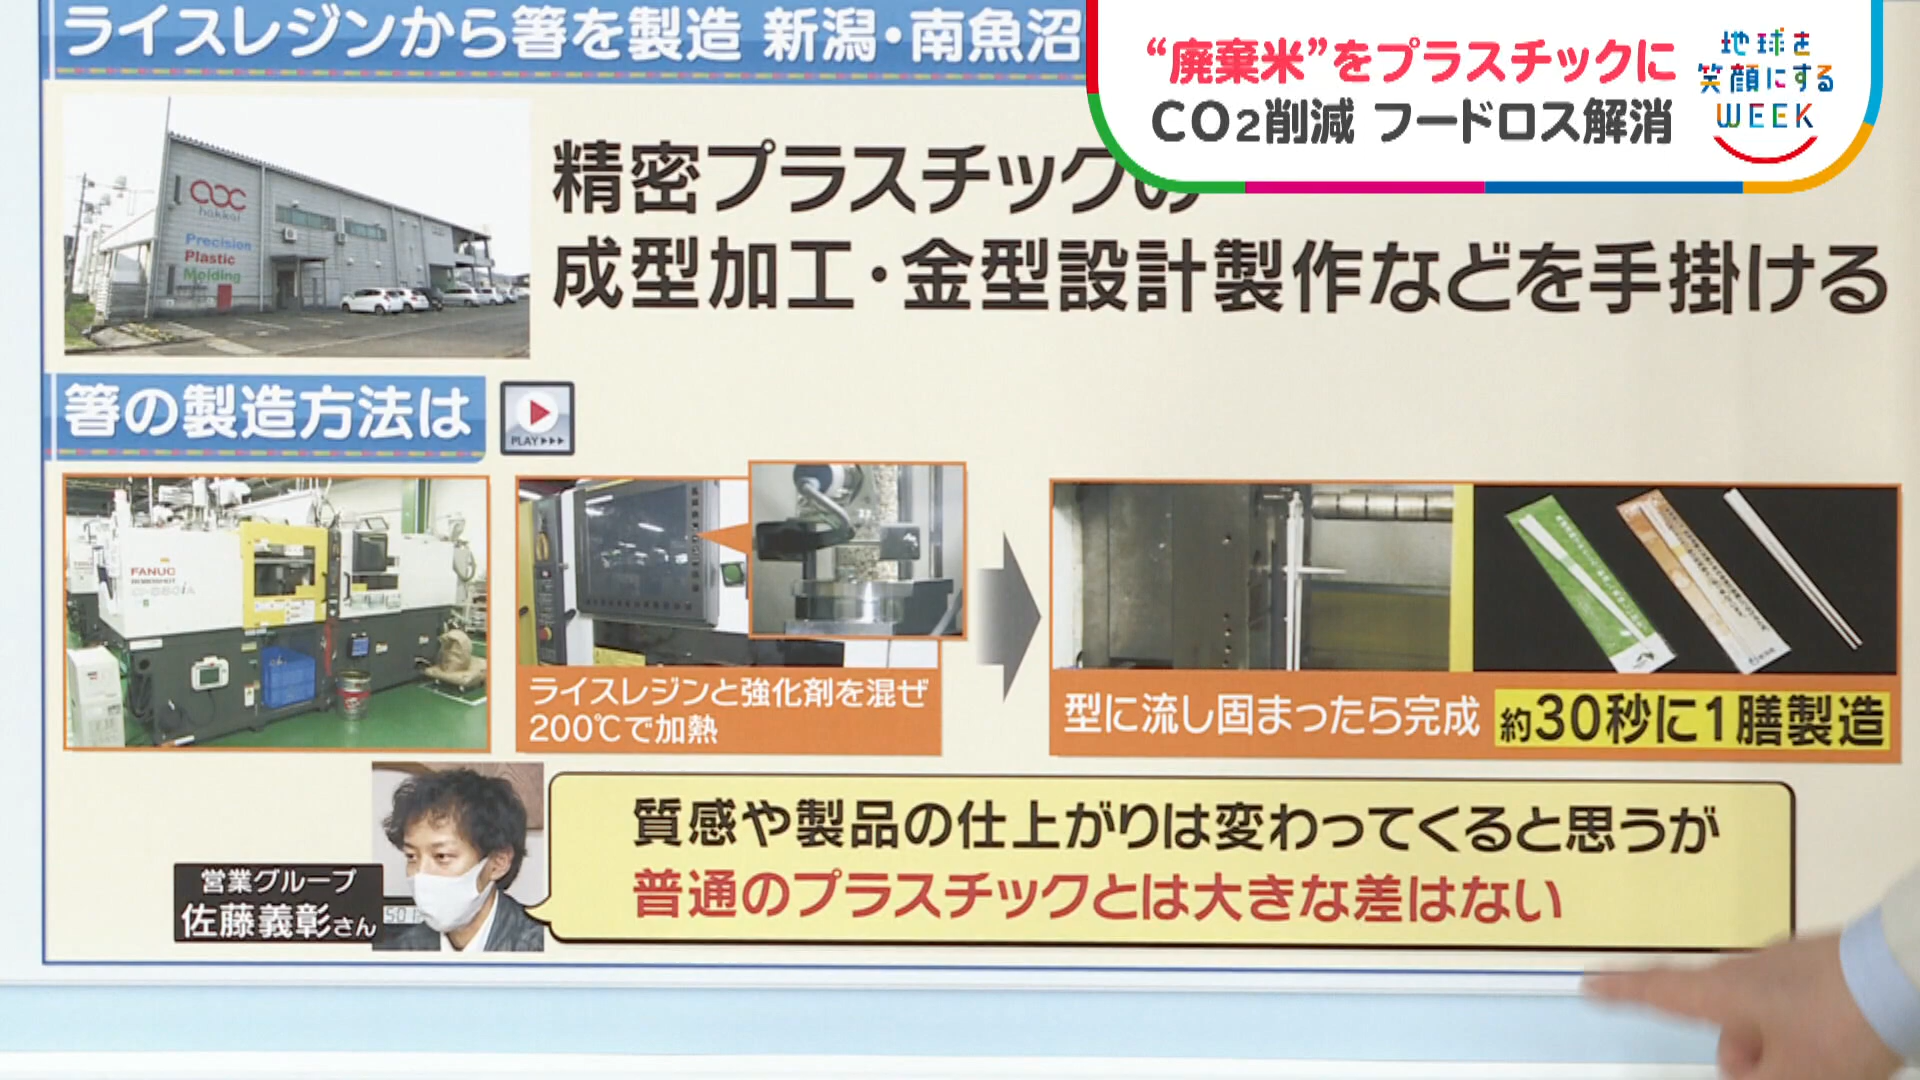 ライスレジンから箸を製造 新潟・南魚沼
“廃棄米”をプラスチックに
CO2削減 フードロス解消
地球を
笑顔にする
WEEK
hakkai
Precision
Plastic
Molding
精密プラスチックの
成型加工・金型設計製作などを手掛ける
箸の製造方法は
PLAY
FANUC
ROBOSHOT
ライスレジンと強化剤を混ぜ
200℃で加熱
型に流し固まったら完成
約30秒に1膳製造
営業グループ
佐藤義彰さん
質感や製品の仕上がりは変わってくると思うが
普通のプラスチックとは大きな差はない